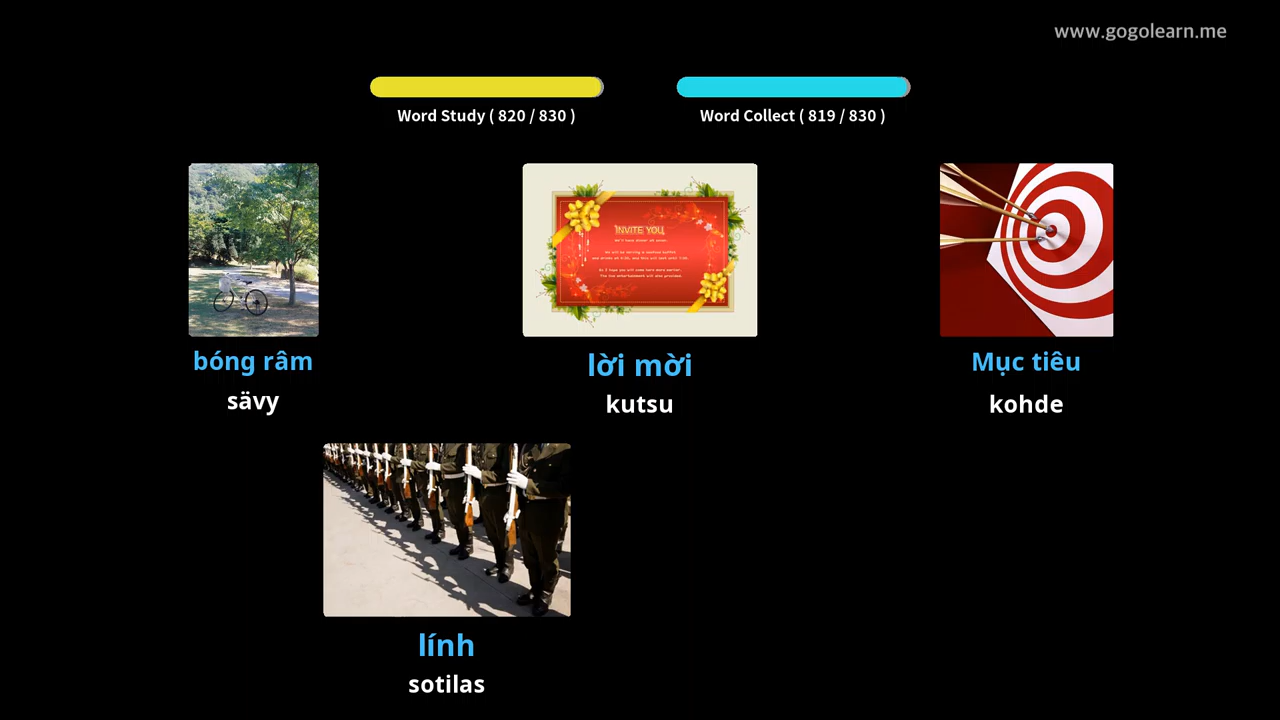 www.gogolearn.me
Word Study ( 820 / 830 )
Word Collect ( 819 / 830 )
INVITE YOU
bóng râm
lời mời
Mục tiêu
sävy
kutsu
kohde
lính
sotilas